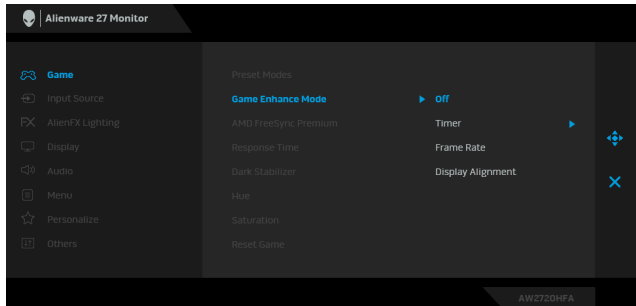 Alienware 27 Monitor
Game
Input Source
AlienFX Lighting
Display
Audio
Menu
Personalize
Others
Preset Modes
Game Enhance Mode
AMD FreeSync Premium
Response Time
Dark Stabilizer
Hue
Saturation
Reset Game
Off
Timer
Frame Rate
Display Alignment
AW2720HFA